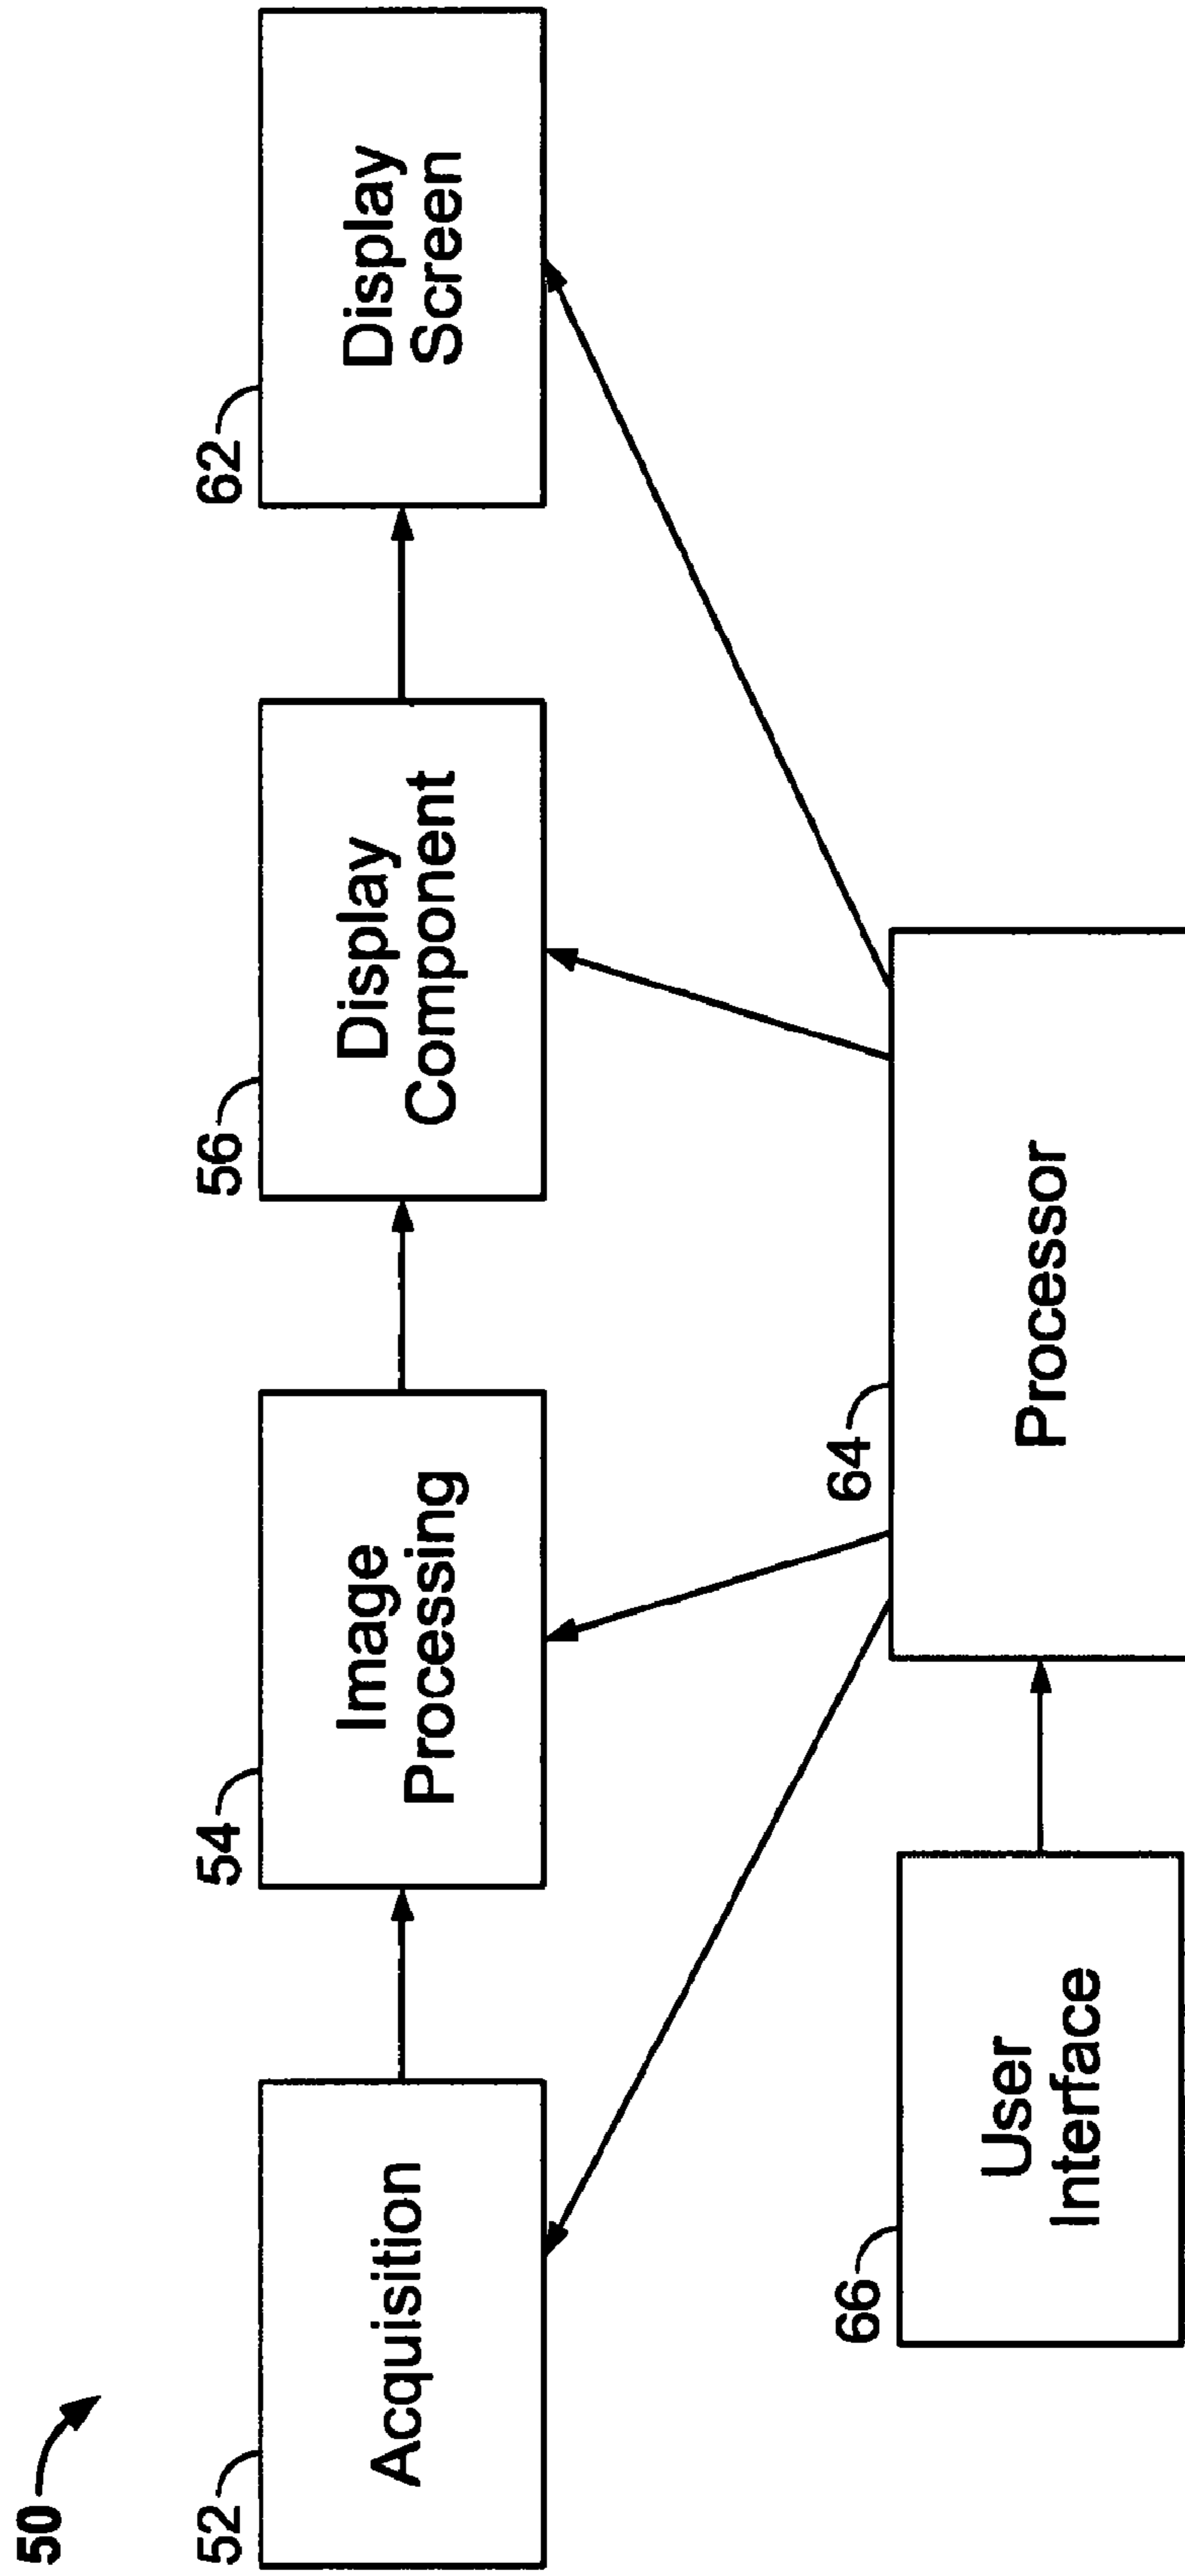 50
52
Acquisition
54
Image
Processing
56
Display
Component
62
Display
Screen
66
User
Interface
64
Processor